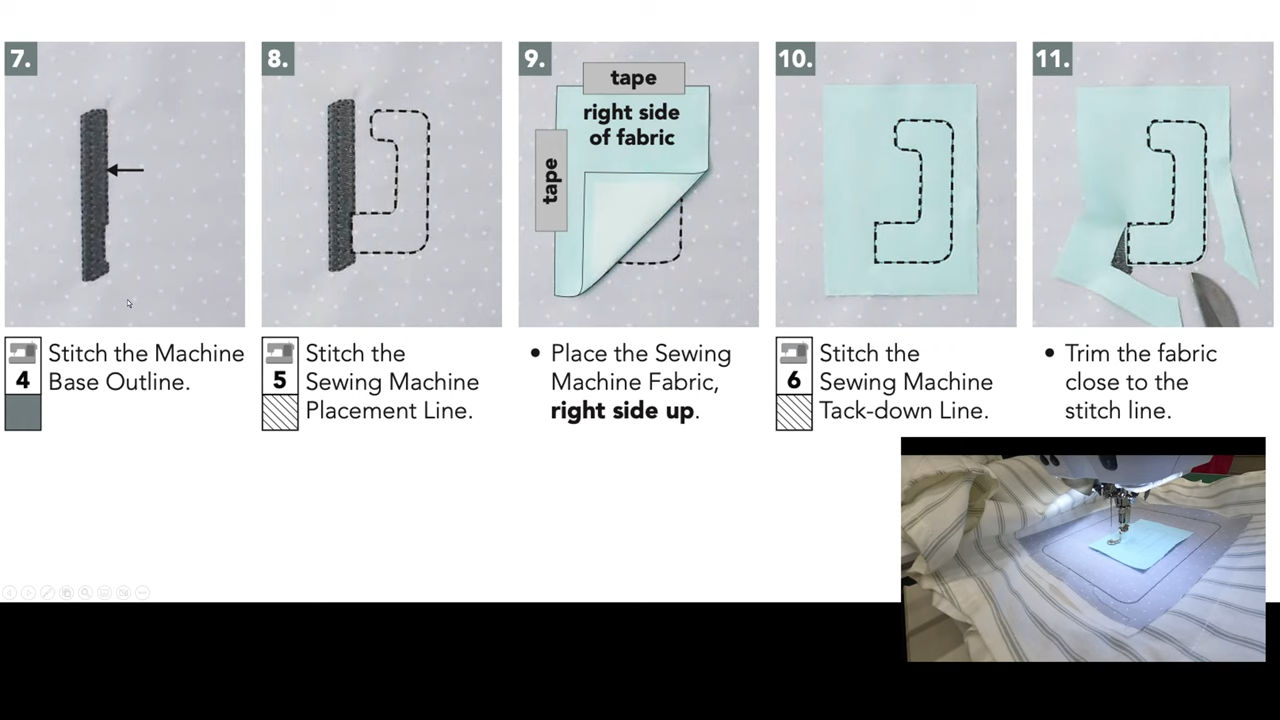 7.
4
Stitch the Machine
Base Outline.
8.
5
Stitch the
Sewing Machine
Placement Line.
9.
tape
right side
of fabric
tape
• Place the Sewing
Machine Fabric,
right side up.
10.
6
Stitch the
Sewing Machine
Tack-down Line.
11.
• Trim the fabric
close to the
stitch line.